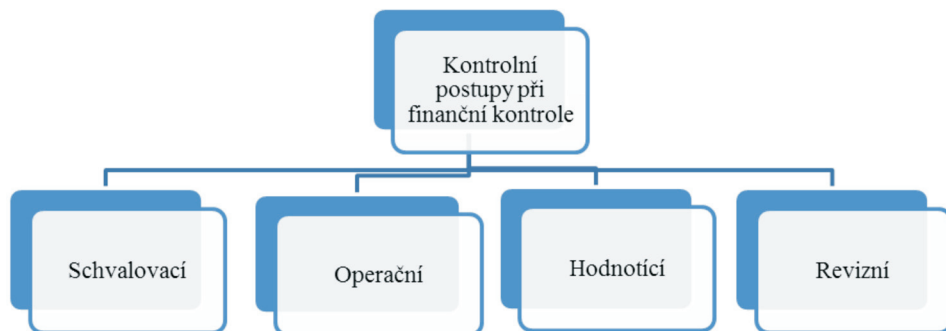 Kontrolní
postupy při
finanční kontrole
Schvalovací
Operační
Hodnotící
Revizní